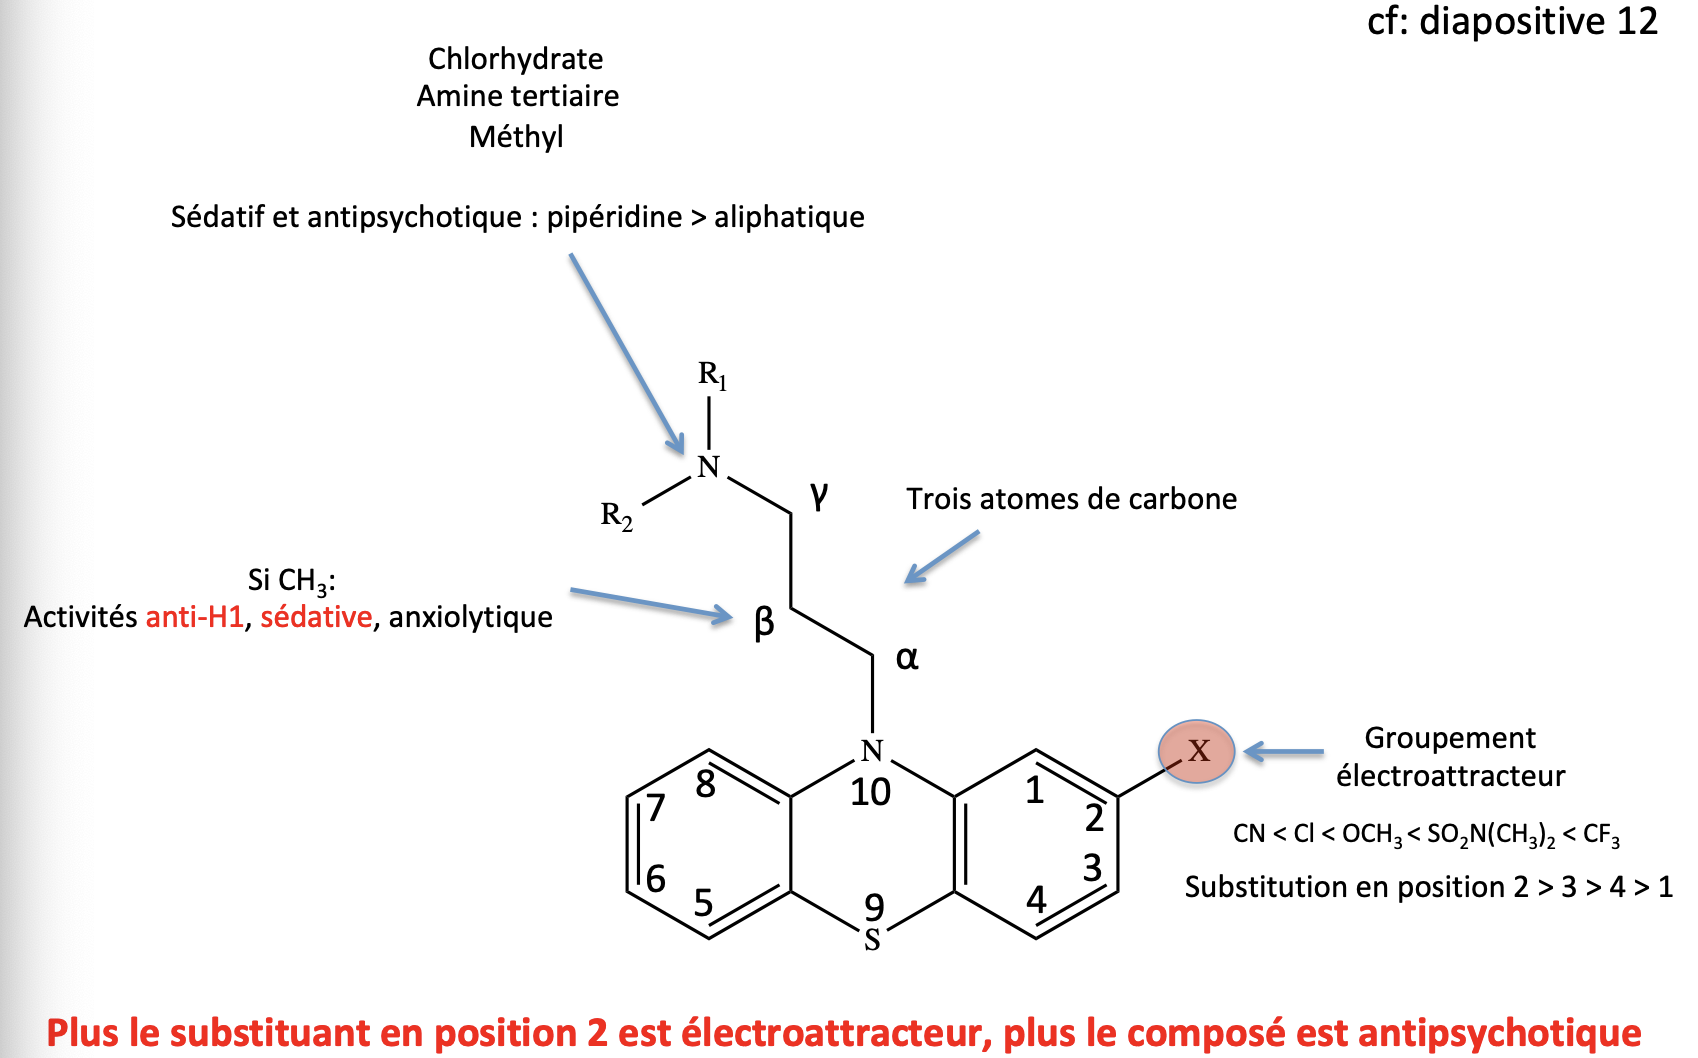 cf: diapositive 12
Chlorhydrate
Amine tertiaire
Méthyl
Sédatif et antipsychotique : pipéridine > aliphatique
R₁
N
R₂
γ
Trois atomes de carbone
Si CH₃:
Activités anti-H1, sédative, anxiolytique
β
α
N
10
X
Groupement
électroattracteur
8
7
6
5
9
S
1
2
3
4
CN < Cl < OCH₃ < SO₂N(CH₃)₂ < CF₃
Substitution en position 2 > 3 > 4 > 1
Plus le substituant en position 2 est électroattracteur, plus le composé est antipsychotique